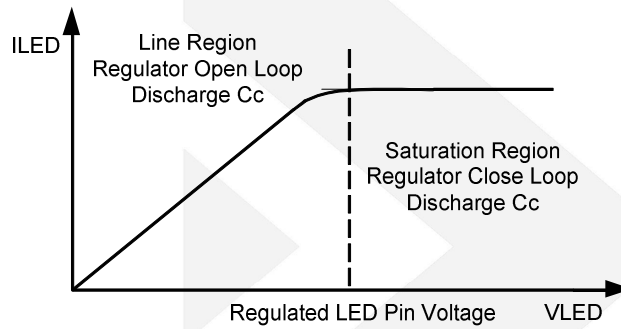 ILED
Line Region
Regulator Open Loop
Discharge Cc
Saturation Region
Regulator Close Loop
Discharge Cc
Regulated LED Pin Voltage
VLED